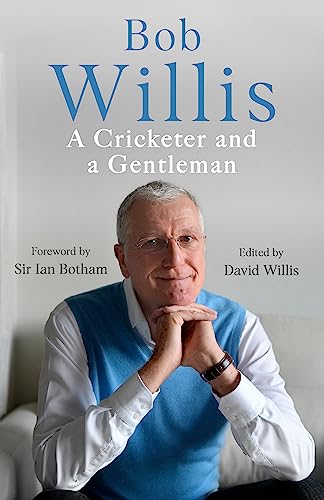 Bob
Willis
A Cricketer and
a Gentleman
Foreword by
Sir Ian Botham
Edited by
David Willis